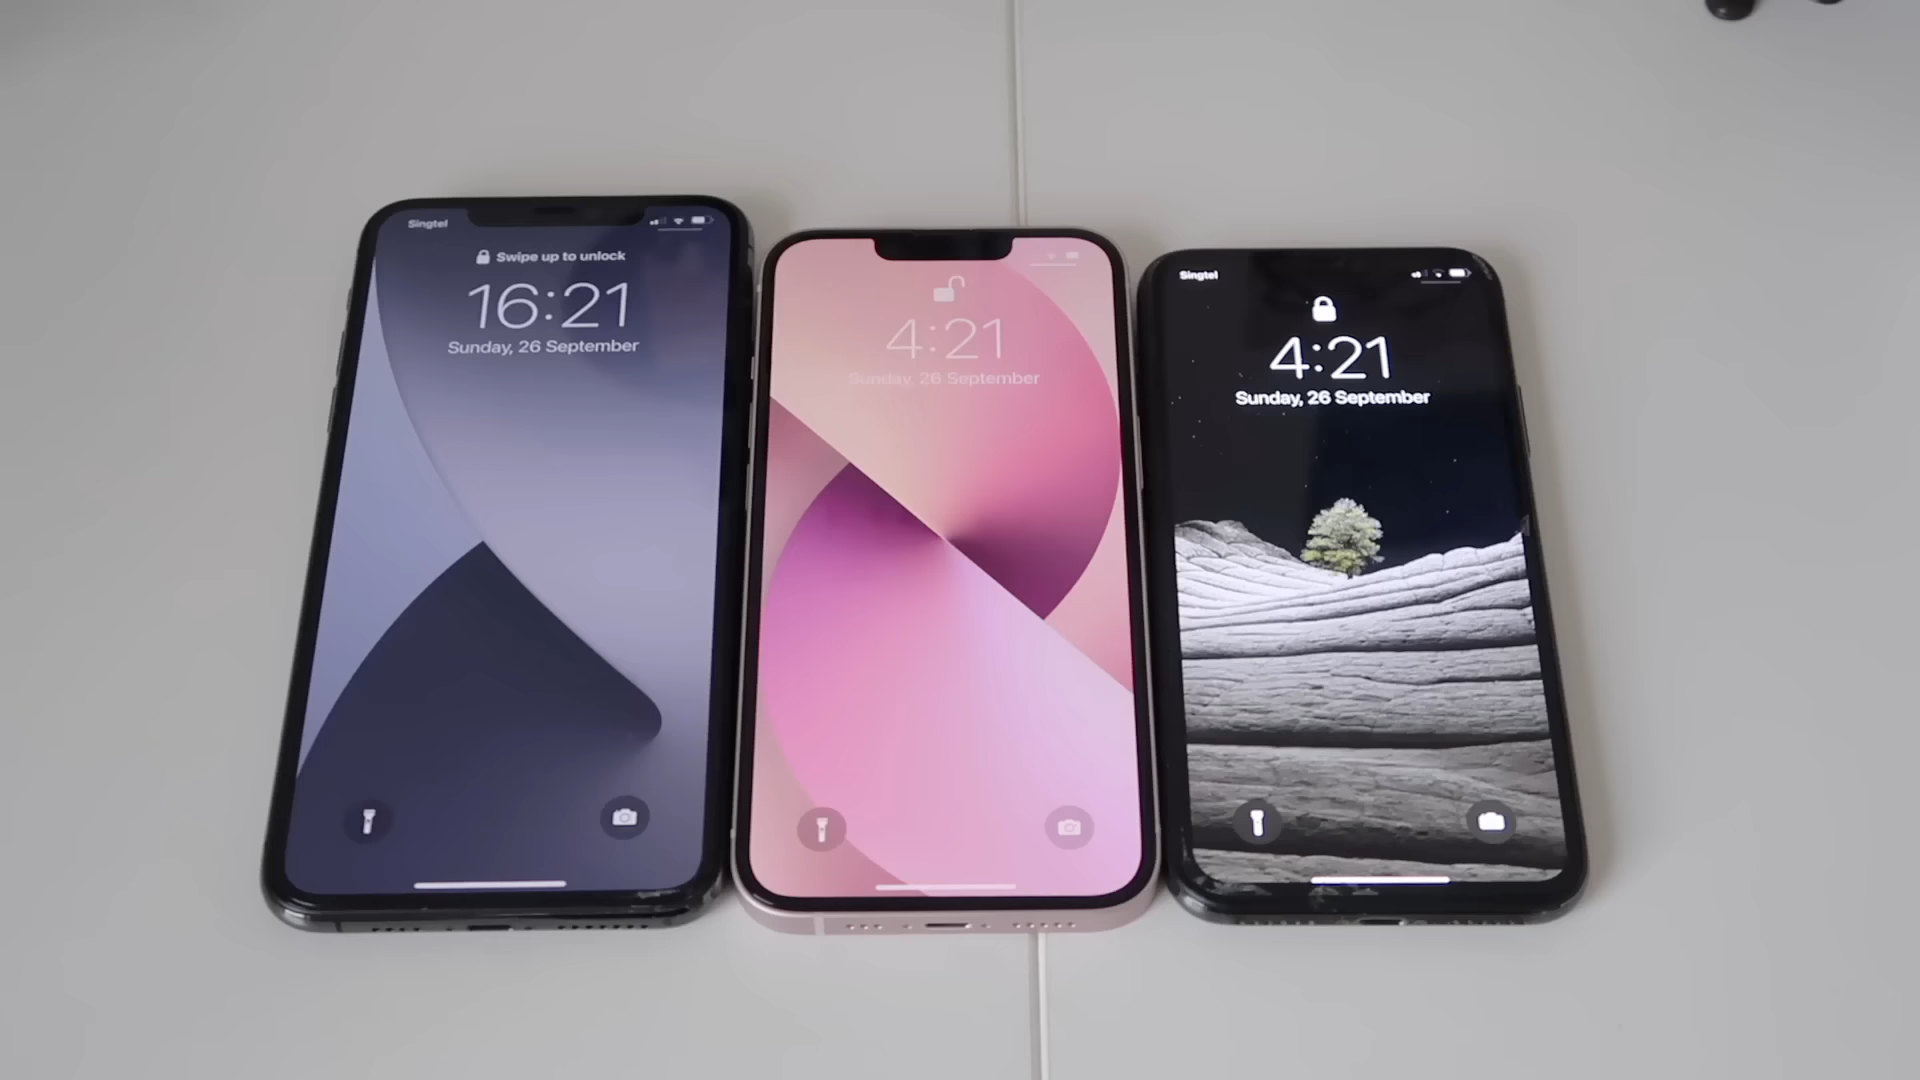 Singtel
Swipe up to unlock
16:21
Sunday, 26 September
4:21
Sunday, 26 September
Singtel
4:21
Sunday, 26 September